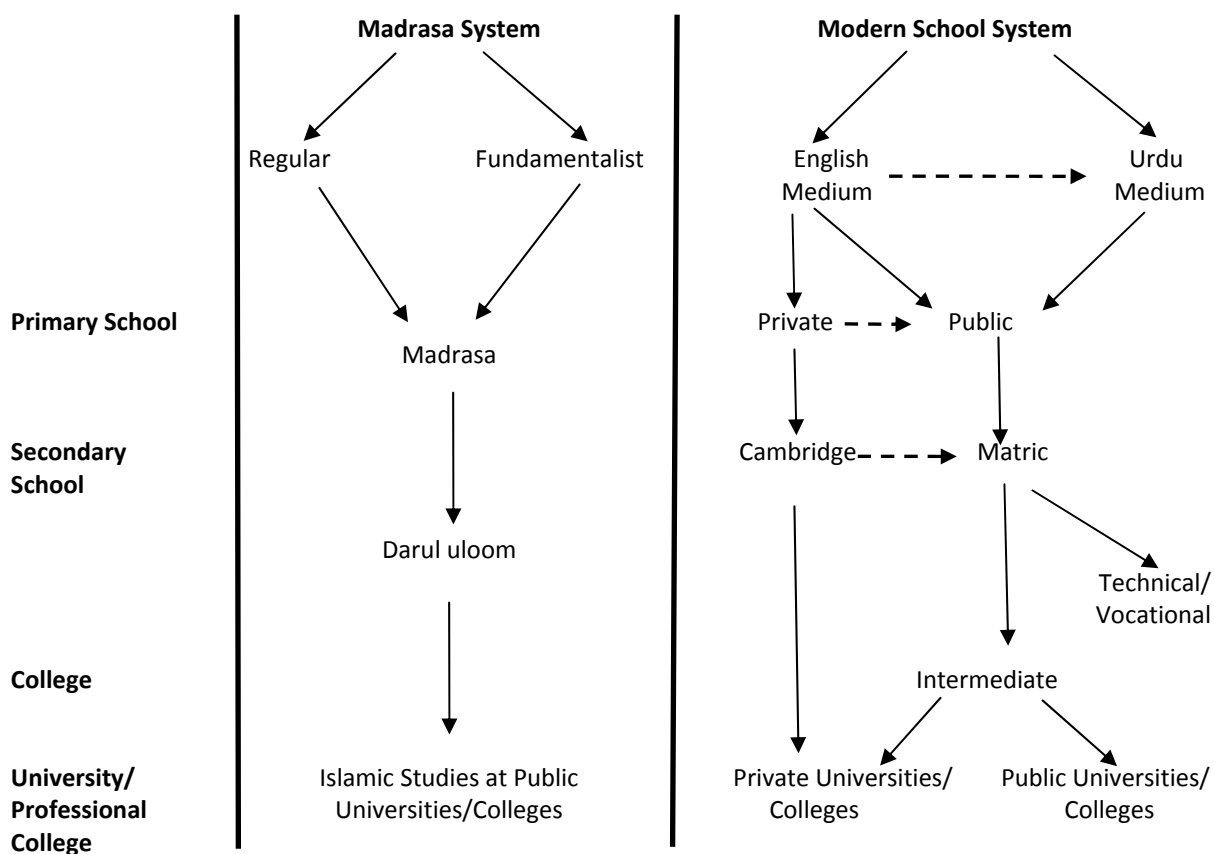 Madrasa System
Modern School System
Regular
Fundamentalist
English
Medium
Urdu
Medium
Primary School
Private
Public
Madrasa
Secondary
School
Cambridge
Matric
Darul uloom
Technical/
Vocational
College
Intermediate
University/
Professional
College
Islamic Studies at Public
Universities/Colleges
Private Universities/
Colleges
Public Universities/
Colleges